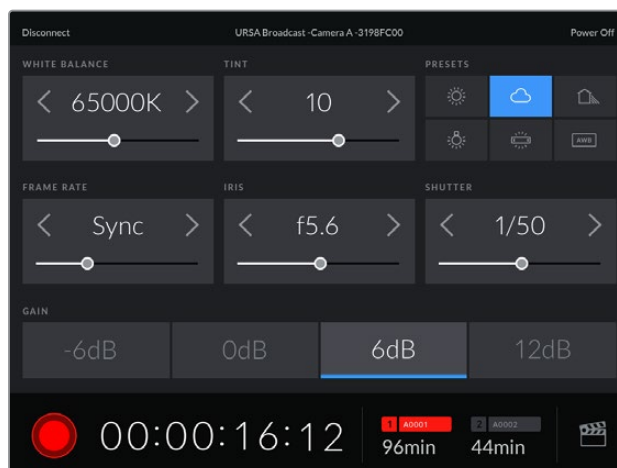 Disconnect URSA Broadcast -Camera A -3198FC00 Power Off
WHITE BALANCE TINT PRESETS
65000K 10
AWB
FRAME RATE IRIS SHUTTER
Sync f5.6 1/50
GAIN
-6dB 0dB 6dB 12dB
00:00:16:12 1 A0001 2 A0002
96min 44min